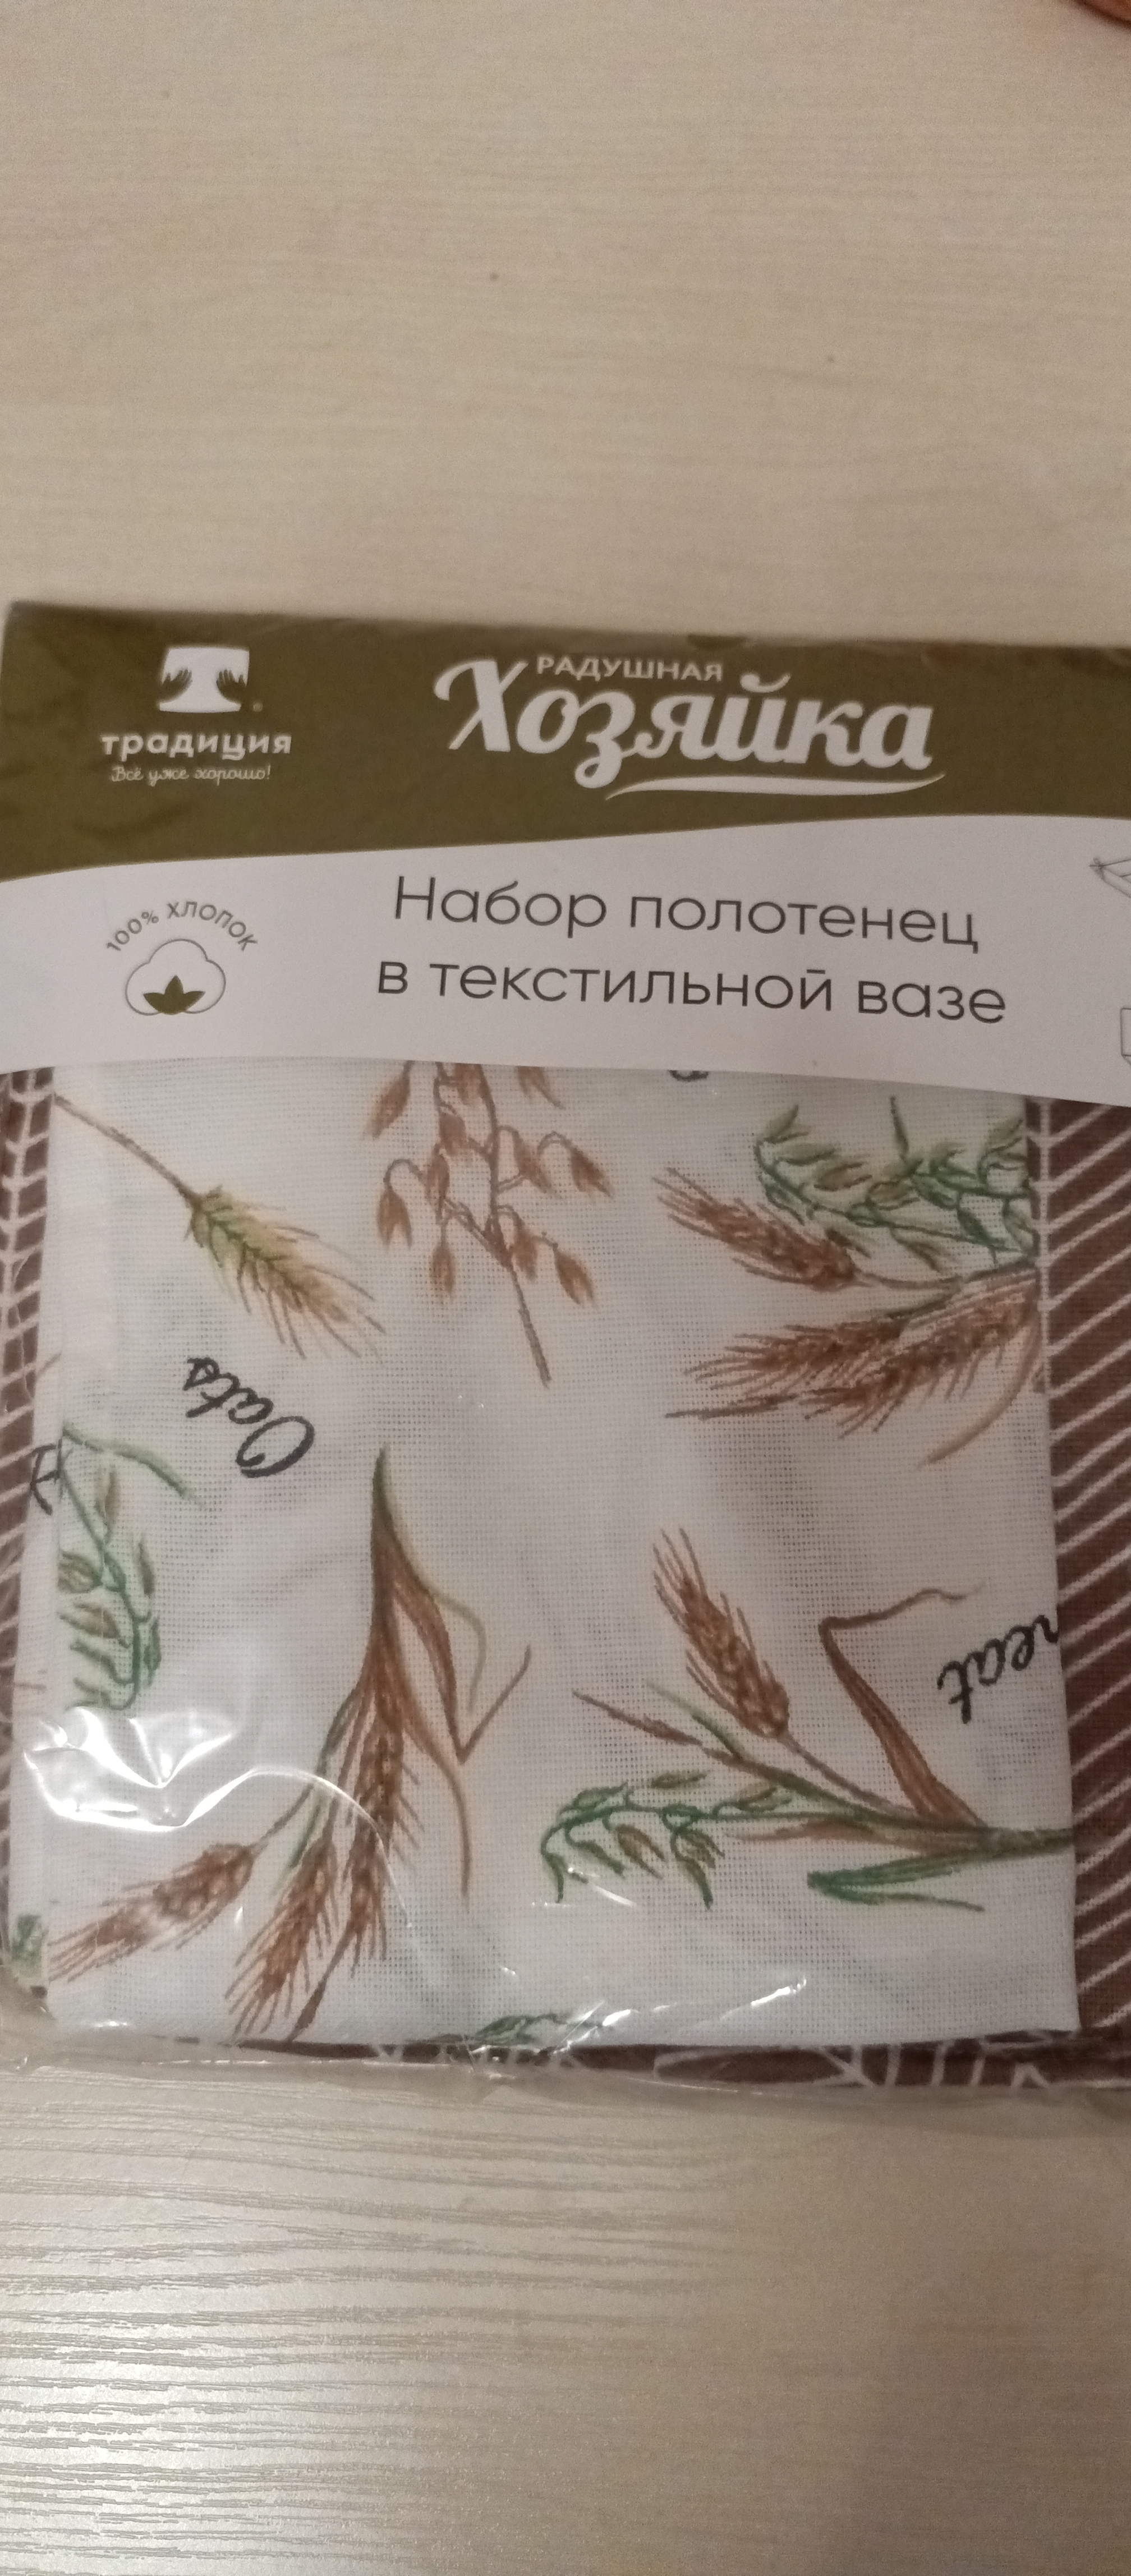 РАДУШНАЯ
Хозяйка
традиция
Всё уже хорошо!
100% ХЛОПОК
Набор полотенец
в текстильной вазе
Oats